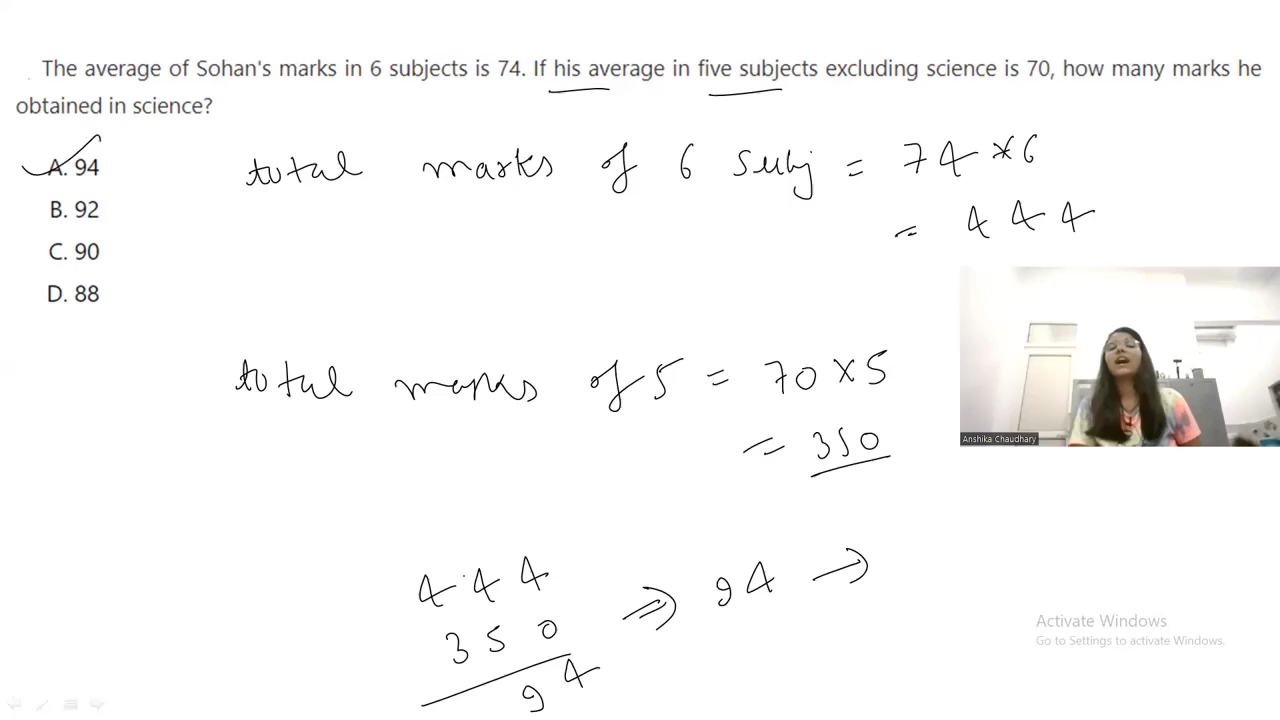 The average of Sohan's marks in 6 subjects is 74. If his average in five subjects excluding science is 70, how many marks he
obtained in science?
A. 94
B. 92
C. 90
D. 88
total marks of 6 subj = 74 * 6
= 444
total marks of 5 = 70 × 5
= 350
444
350 ⇒ 94 →
94
Anshika Chaudhary
Activate Windows
Go to Settings to activate Windows.